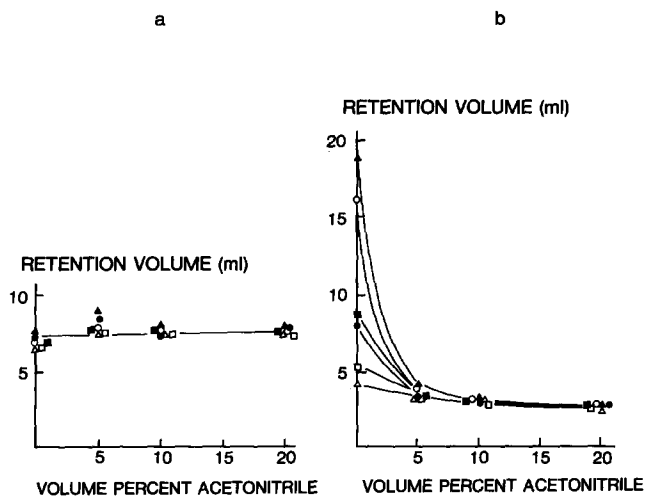 a
RETENTION VOLUME (ml)
10
5
5 10 15 20
VOLUME PERCENT ACETONITRILE
b
RETENTION VOLUME (ml)
20
15
10
5
5 10 15 20
VOLUME PERCENT ACETONITRILE